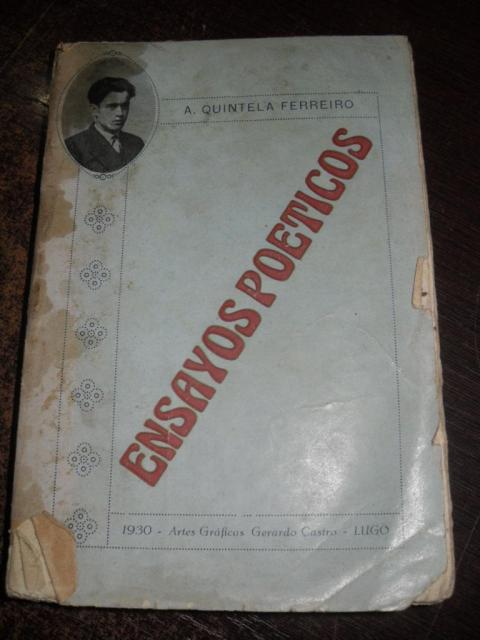 A. QUINTELA FERREIRO
ENSAYOS POETICOS
1930 - Artes Gráficas Gerardo Castro - LUGO